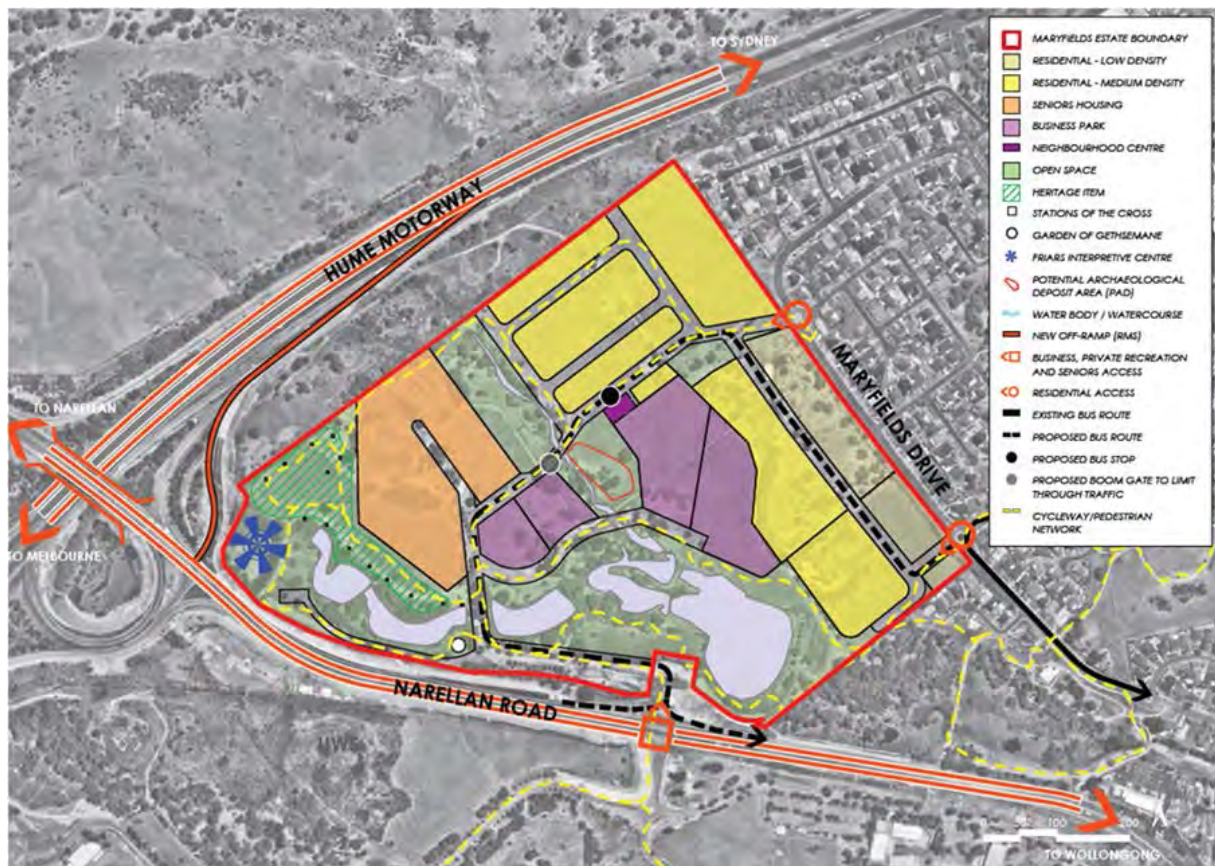 TO SYDNEY
HUME MOTORWAY
TO NARELLAN
TO MELBOURNE
MARYFIELDS DRIVE
NARELLAN ROAD
TO WOLLONGONG
0 50 100 200
N
MARYFIELDS ESTATE BOUNDARY
RESIDENTIAL - LOW DENSITY
RESIDENTIAL - MEDIUM DENSITY
SENIORS HOUSING
BUSINESS PARK
NEIGHBOURHOOD CENTRE
OPEN SPACE
HERITAGE ITEM
STATIONS OF THE CROSS
GARDEN OF GETHSEMANE
FRIARS INTERPRETIVE CENTRE
POTENTIAL ARCHAEOLOGICAL
DEPOSIT AREA (PAD)
WATER BODY / WATERCOURSE
NEW OFF-RAMP (RMS)
BUSINESS, PRIVATE RECREATION
AND SENIORS ACCESS
RESIDENTIAL ACCESS
EXISTING BUS ROUTE
PROPOSED BUS ROUTE
PROPOSED BUS STOP
PROPOSED BOOM GATE TO LIMIT
THROUGH TRAFFIC
CYCLEWAY/PEDESTRIAN
NETWORK